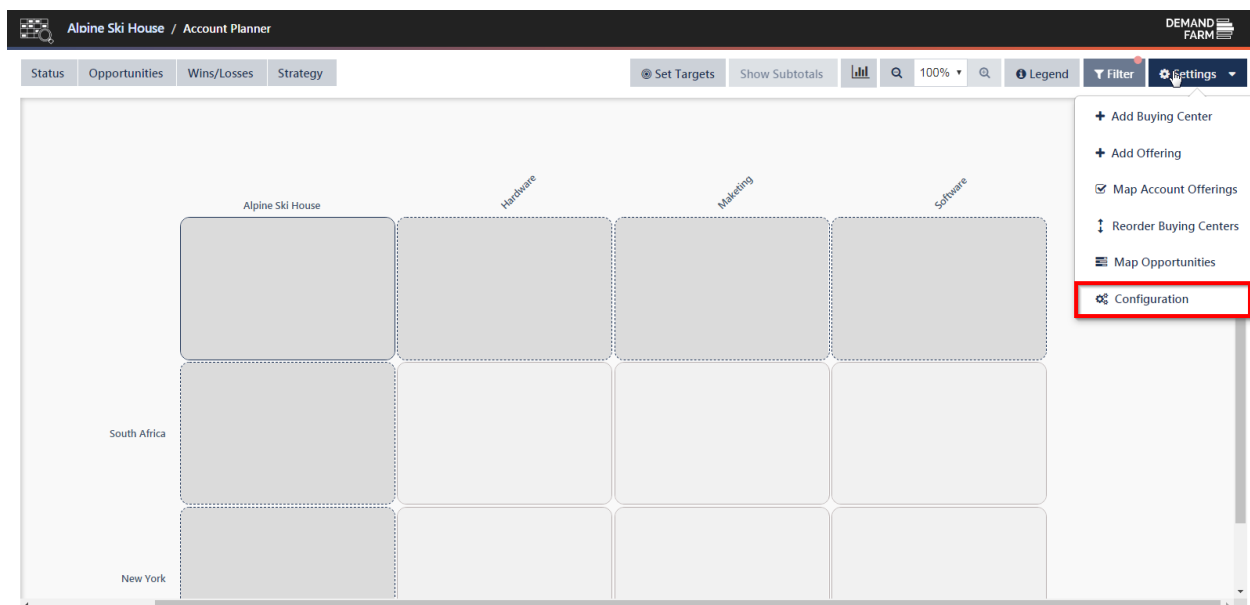 Alpine Ski House / Account Planner
DEMAND
FARM
Status Opportunities Wins/Losses Strategy Set Targets Show Subtotals 100% Legend Filter Settings
Add Buying Center
Add Offering
Map Account Offerings
Reorder Buying Centers
Map Opportunities
Configuration
Alpine Ski House Hardware Maketing Software
South Africa
New York